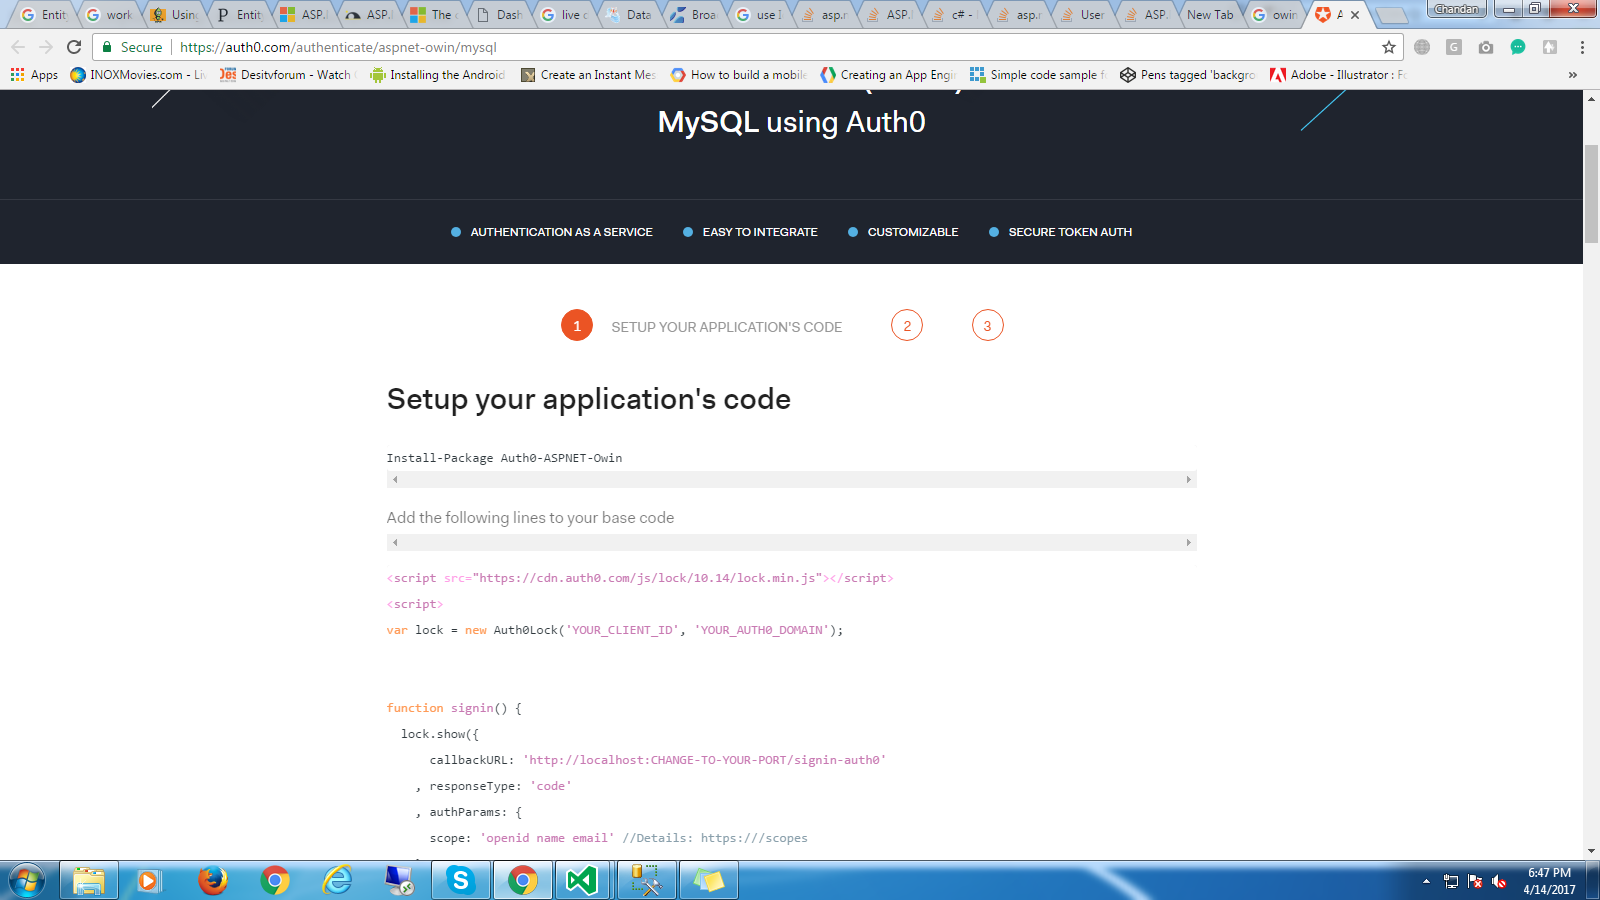 Entit
work
Using
Entit
ASP.
ASP.
The
Dash
live c
Data
Broa
use I
asp.r
ASP.
c# -
asp.r
User
ASP.
New Tab
owin
A
Chandan
Secure
https://auth0.com/authenticate/aspnet-owin/mysql
Apps
INOXMovies.com - Liv
Desitvforum - Watch
Installing the Android
Create an Instant Mes
How to build a mobile
Creating an App Engin
Simple code sample f
Pens tagged 'backgro
Adobe - Illustrator : Fo
»
MySQL using Auth0
AUTHENTICATION AS A SERVICE
EASY TO INTEGRATE
CUSTOMIZABLE
SECURE TOKEN AUTH
1 SETUP YOUR APPLICATION'S CODE 2 3
Setup your application's code
Install-Package Auth0-ASPNET-Owin
Add the following lines to your base code
<script src="https://cdn.auth0.com/js/lock/10.14/lock.min.js"></script>
<script>
var lock = new Auth0Lock('YOUR_CLIENT_ID', 'YOUR_AUTH0_DOMAIN');
function signin() {
lock.show({
callbackURL: 'http://localhost:CHANGE-TO-YOUR-PORT/signin-auth0'
, responseType: 'code'
, authParams: {
scope: 'openid name email' //Details: https:///scopes
6:47 PM
4/14/2017